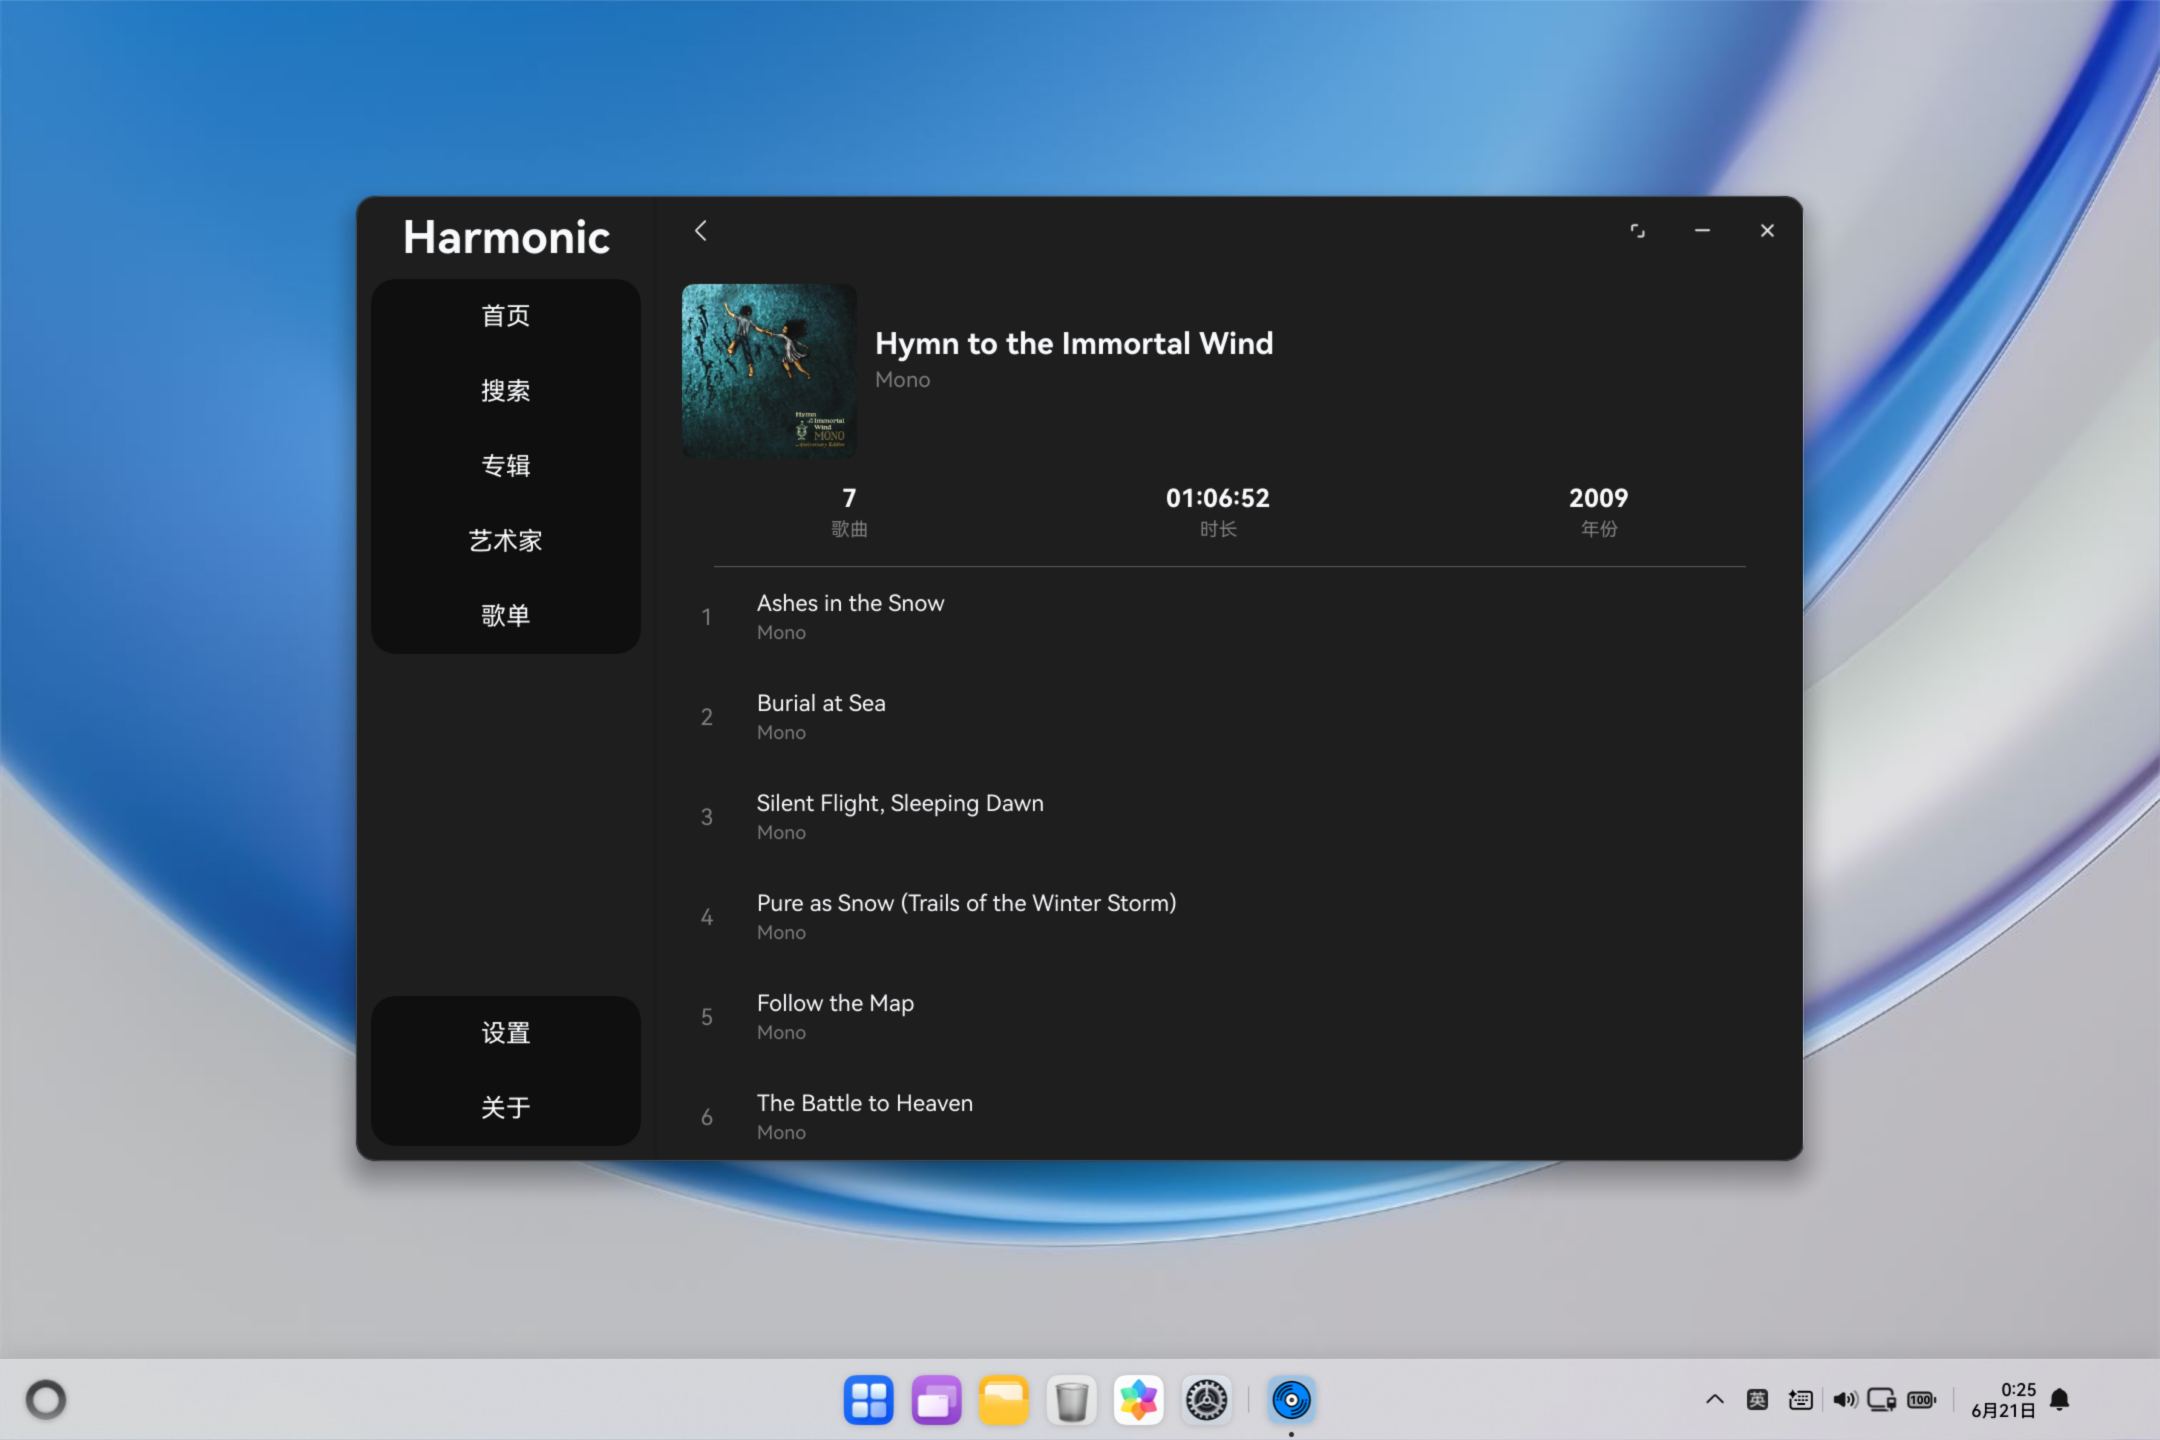 Harmonic
首页
搜索
专辑
艺术家
歌单
设置
关于
Hymn
Immortal
Wind
MONO
Hymn to the Immortal Wind
Mono
7
歌曲
01:06:52
时长
2009
年份
1
Ashes in the Snow
Mono
2
Burial at Sea
Mono
3
Silent Flight, Sleeping Dawn
Mono
4
Pure as Snow (Trails of the Winter Storm)
Mono
5
Follow the Map
Mono
6
The Battle to Heaven
Mono
英
100
0:25
6月21日